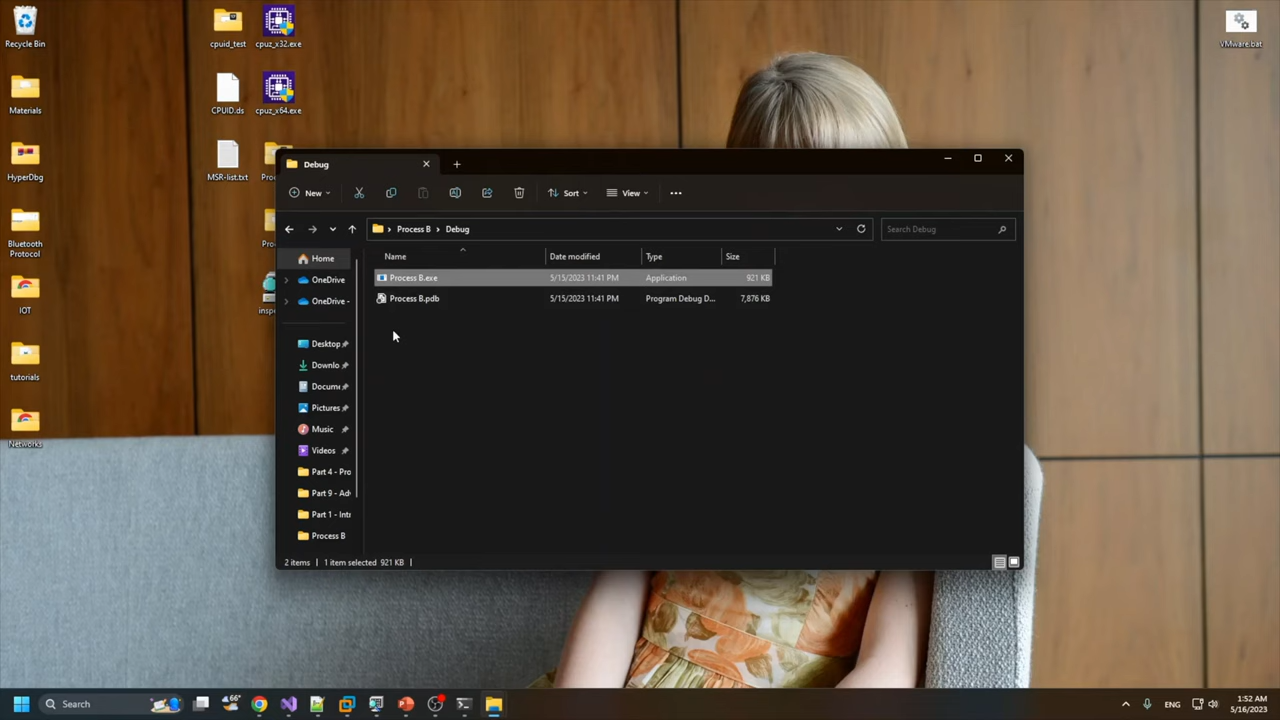 Recycle Bin
cpuid_test
cpuz_x32.exe
VMware.bat
Materials
CPUID.ds
cpuz_x64.exe
HyperDbg
MSR-list.txt
Bluetooth
Protocol
IOT
tutorials
Networks
Debug
New
Sort
View
Process B
Debug
Search Debug
Home
OneDrive
OneDrive -
Desktop
Downlo
Docum
Pictures
Music
Videos
Part 4 - Pro
Part 9 - Ad
Part 1 - Intr
Process B
Name
Date modified
Type
Size
Process B.exe
5/15/2023 11:41 PM
Application
921 KB
Process B.pdb
5/15/2023 11:41 PM
Program Debug D...
7,876 KB
2 items
1 item selected 921 KB
Search
66°
ENG
1:52 AM
5/16/2023